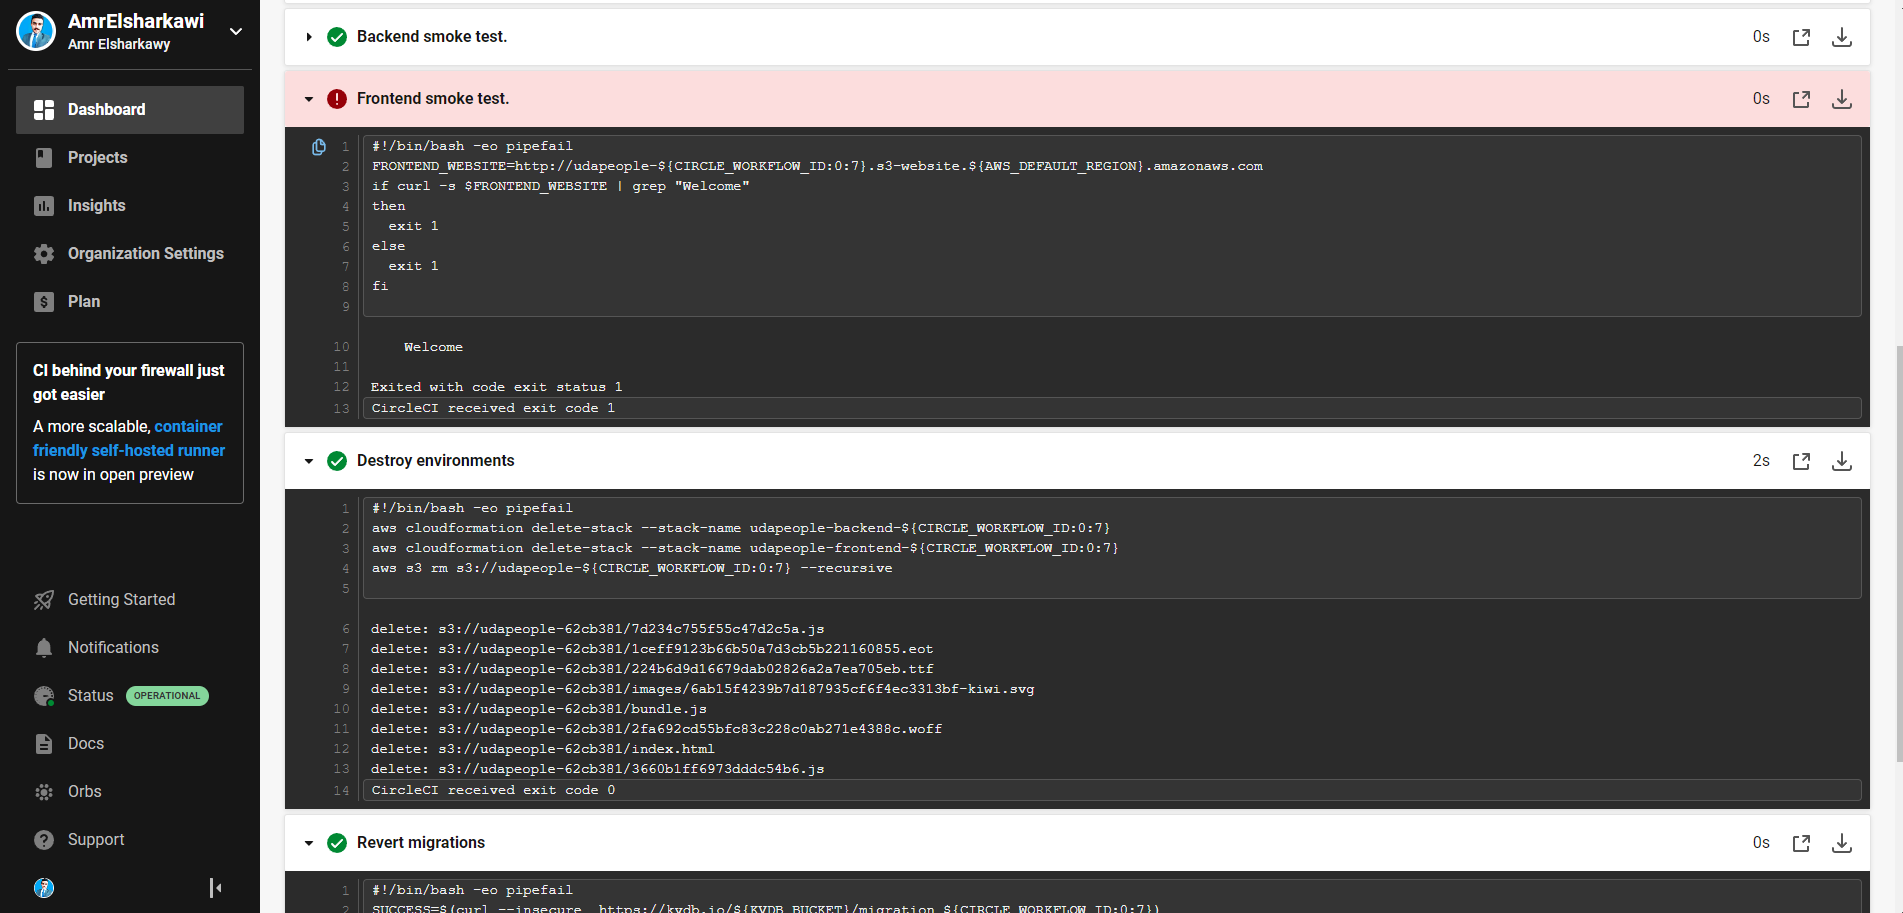 AmrElsharkawi
Amr Elsharkawy
Dashboard
Projects
Insights
Organization Settings
Plan
CI behind your firewall just
got easier
A more scalable, container
friendly self-hosted runner
is now in open preview
Getting Started
Notifications
Status OPERATIONAL
Docs
Orbs
Support
Backend smoke test. 0s
Frontend smoke test. 0s
1 #!/bin/bash -eo pipefail
2 FRONTEND_WEBSITE=http://udapeople-${CIRCLE_WORKFLOW_ID:0:7}.s3-website.${AWS_DEFAULT_REGION}.amazonaws.com
3 if curl -s $FRONTEND_WEBSITE | grep "Welcome"
4 then
5 exit 1
6 else
7 exit 1
8 fi
9
10 Welcome
11
12 Exited with code exit status 1
13 CircleCI received exit code 1
Destroy environments 2s
1 #!/bin/bash -eo pipefail
2 aws cloudformation delete-stack --stack-name udapeople-backend-${CIRCLE_WORKFLOW_ID:0:7}
3 aws cloudformation delete-stack --stack-name udapeople-frontend-${CIRCLE_WORKFLOW_ID:0:7}
4 aws s3 rm s3://udapeople-${CIRCLE_WORKFLOW_ID:0:7} --recursive
5
6 delete: s3://udapeople-62cb381/7d234c755f55c47d2c5a.js
7 delete: s3://udapeople-62cb381/1ceff9123b66b50a7d3cb5b221160855.eot
8 delete: s3://udapeople-62cb381/224b6d9d16679dab02826a2a7ea705eb.ttf
9 delete: s3://udapeople-62cb381/images/6ab15f4239b7d187935cf6f4ec3313bf-kiwi.svg
10 delete: s3://udapeople-62cb381/bundle.js
11 delete: s3://udapeople-62cb381/2fa692cd55bfc83c228c0ab271e4388c.woff
12 delete: s3://udapeople-62cb381/index.html
13 delete: s3://udapeople-62cb381/3660b1ff6973dddc54b6.js
14 CircleCI received exit code 0
Revert migrations 0s
1 #!/bin/bash -eo pipefail
2 SUCCESS=$(curl --insecure https://kvdb.io/${KVDB_BUCKET}/migration_${CIRCLE_WORKFLOW_ID:0:7})